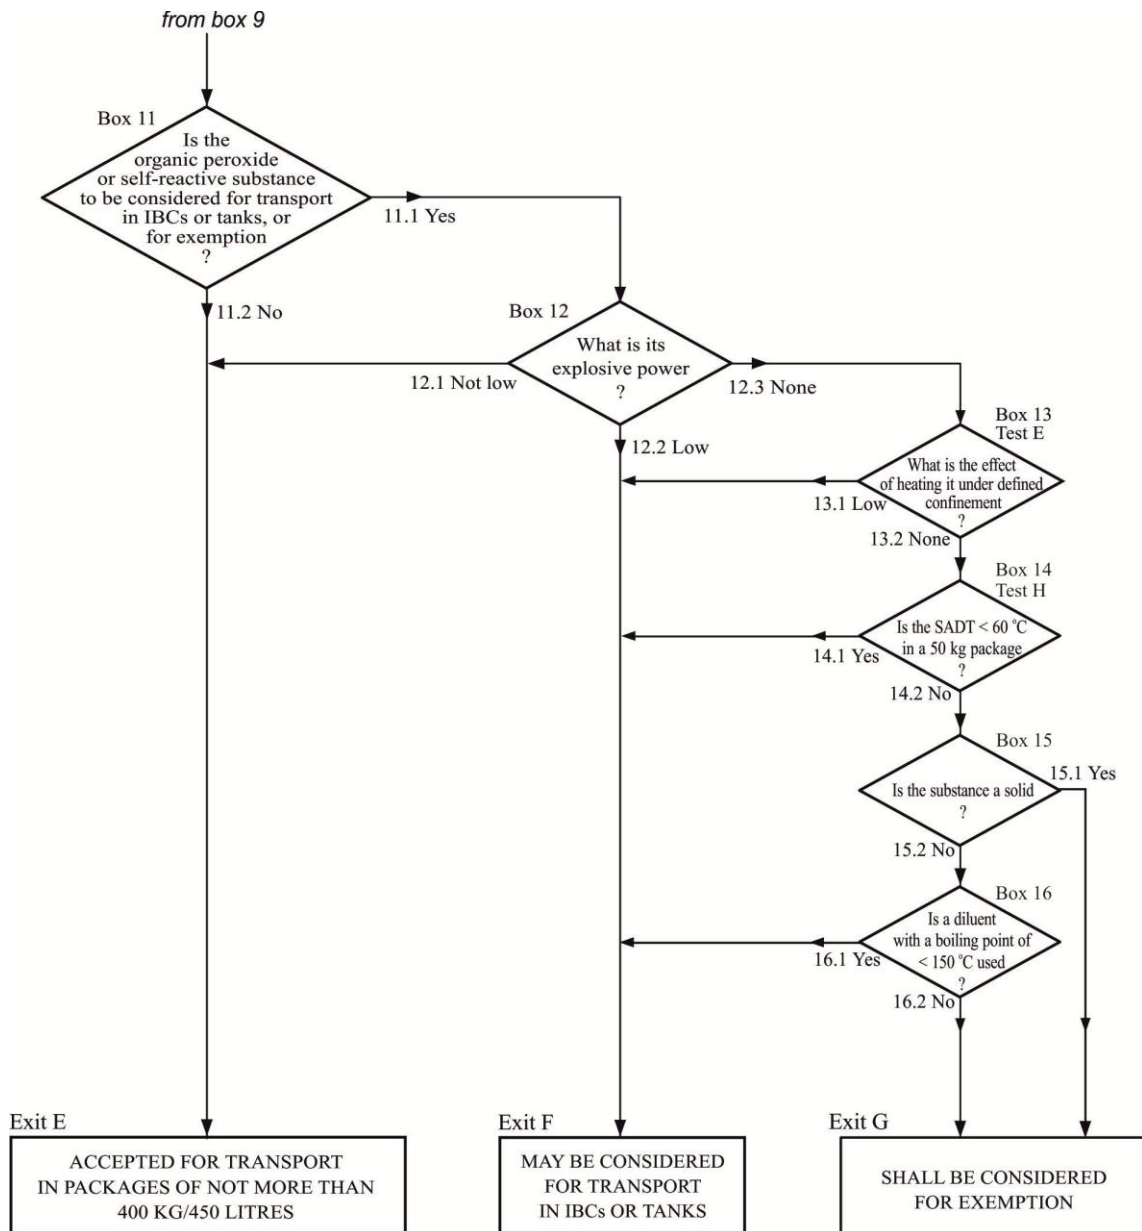 from box 9
Box 11
Is the
organic peroxide
or self-reactive substance
to be considered for transport
in IBCs or tanks, or
for exemption
?
11.1 Yes
11.2 No
Box 12
What is its
explosive power
?
12.1 Not low
12.3 None
12.2 Low
Box 13
Test E
What is the effect
of heating it under defined
confinement
?
13.1 Low
13.2 None
Box 14
Test H
Is the SADT < 60 °C
in a 50 kg package
?
14.1 Yes
14.2 No
Box 15
15.1 Yes
Is the substance a solid
?
15.2 No
Box 16
Is a diluent
with a boiling point of
< 150 °C used
?
16.1 Yes
16.2 No
Exit E
ACCEPTED FOR TRANSPORT
IN PACKAGES OF NOT MORE THAN
400 KG/450 LITRES
Exit F
MAY BE CONSIDERED
FOR TRANSPORT
IN IBCs OR TANKS
Exit G
SHALL BE CONSIDERED
FOR EXEMPTION